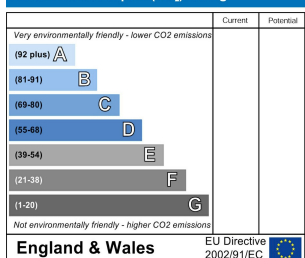 Current Potential
Very environmentally friendly - lower CO2 emissions
(92 plus) A
(81-91) B
(69-80) C
(55-68) D
(39-54) E
(21-38) F
(1-20) G
Not environmentally friendly - higher CO2 emissions
England & Wales
EU Directive
2002/91/EC